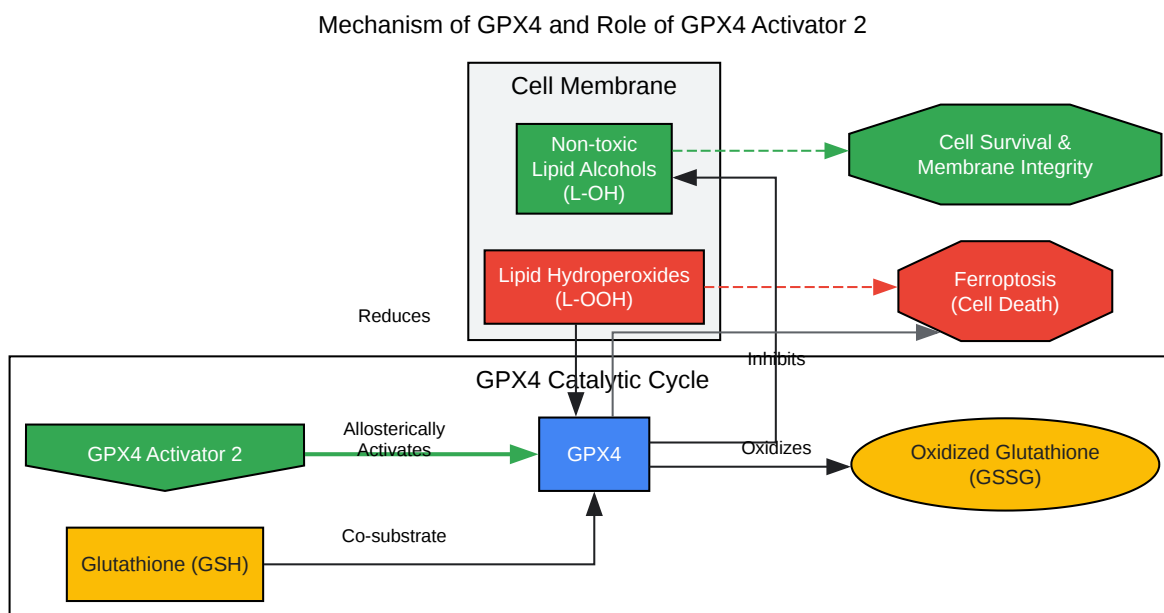 Mechanism of GPX4 and Role of GPX4 Activator 2
Cell Membrane
Non-toxic
Lipid Alcohols
(L-OH)
Cell Survival &
Membrane Integrity
Lipid Hydroperoxides
(L-OOH)
Ferroptosis
(Cell Death)
Reduces
Inhibits
GPX4 Catalytic Cycle
Allosterically
Activates
GPX4 Activator 2
GPX4
Oxidizes
Oxidized Glutathione
(GSSG)
Co-substrate
Glutathione (GSH)